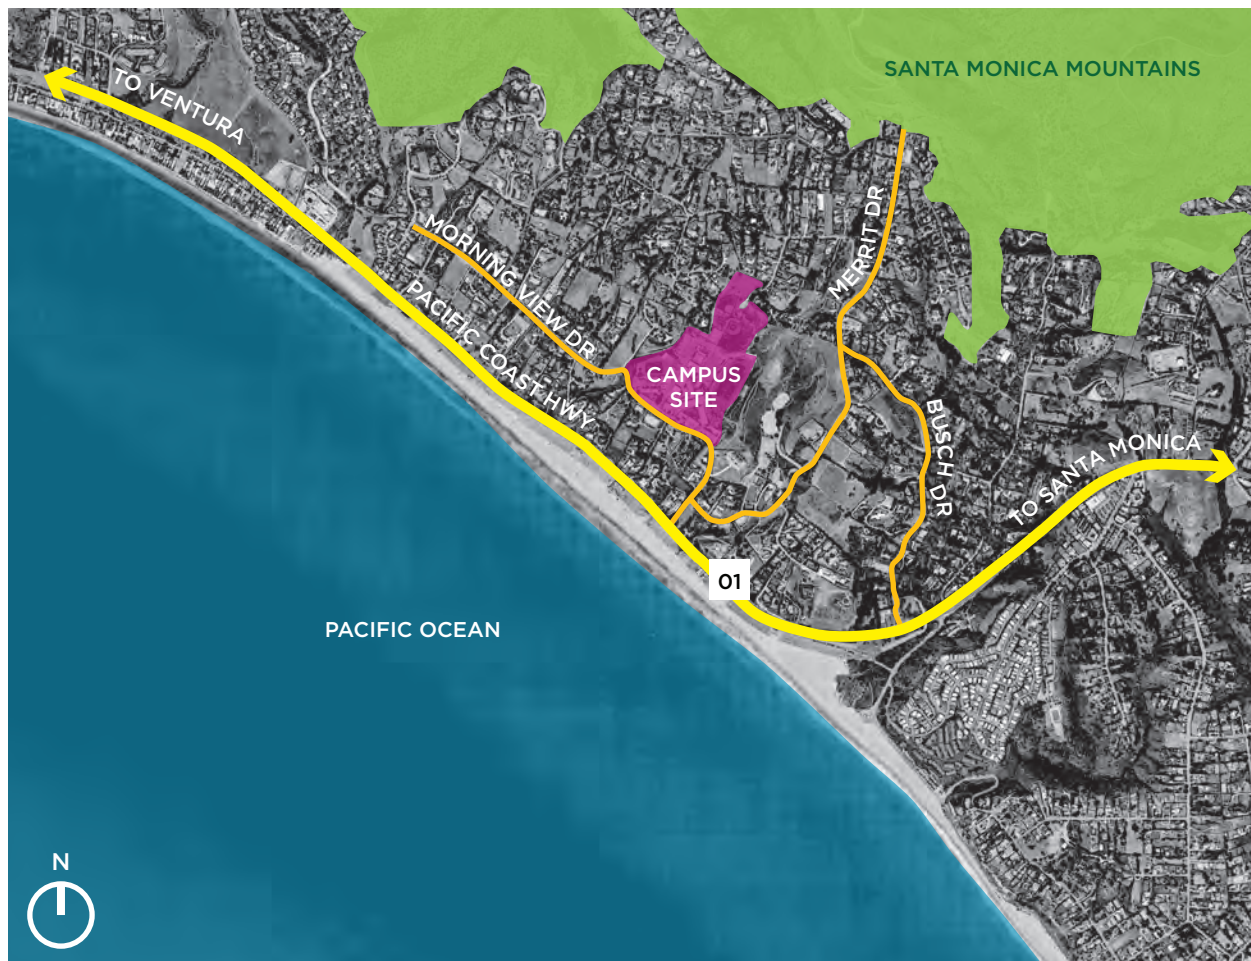 SANTA MONICA MOUNTAINS
TO VENTURA
MORNING VIEW DR
MERRIT DR
PACIFIC COAST HWY
CAMPUS
SITE
BUSCH DR
TO SANTA MONICA
01
PACIFIC OCEAN
N